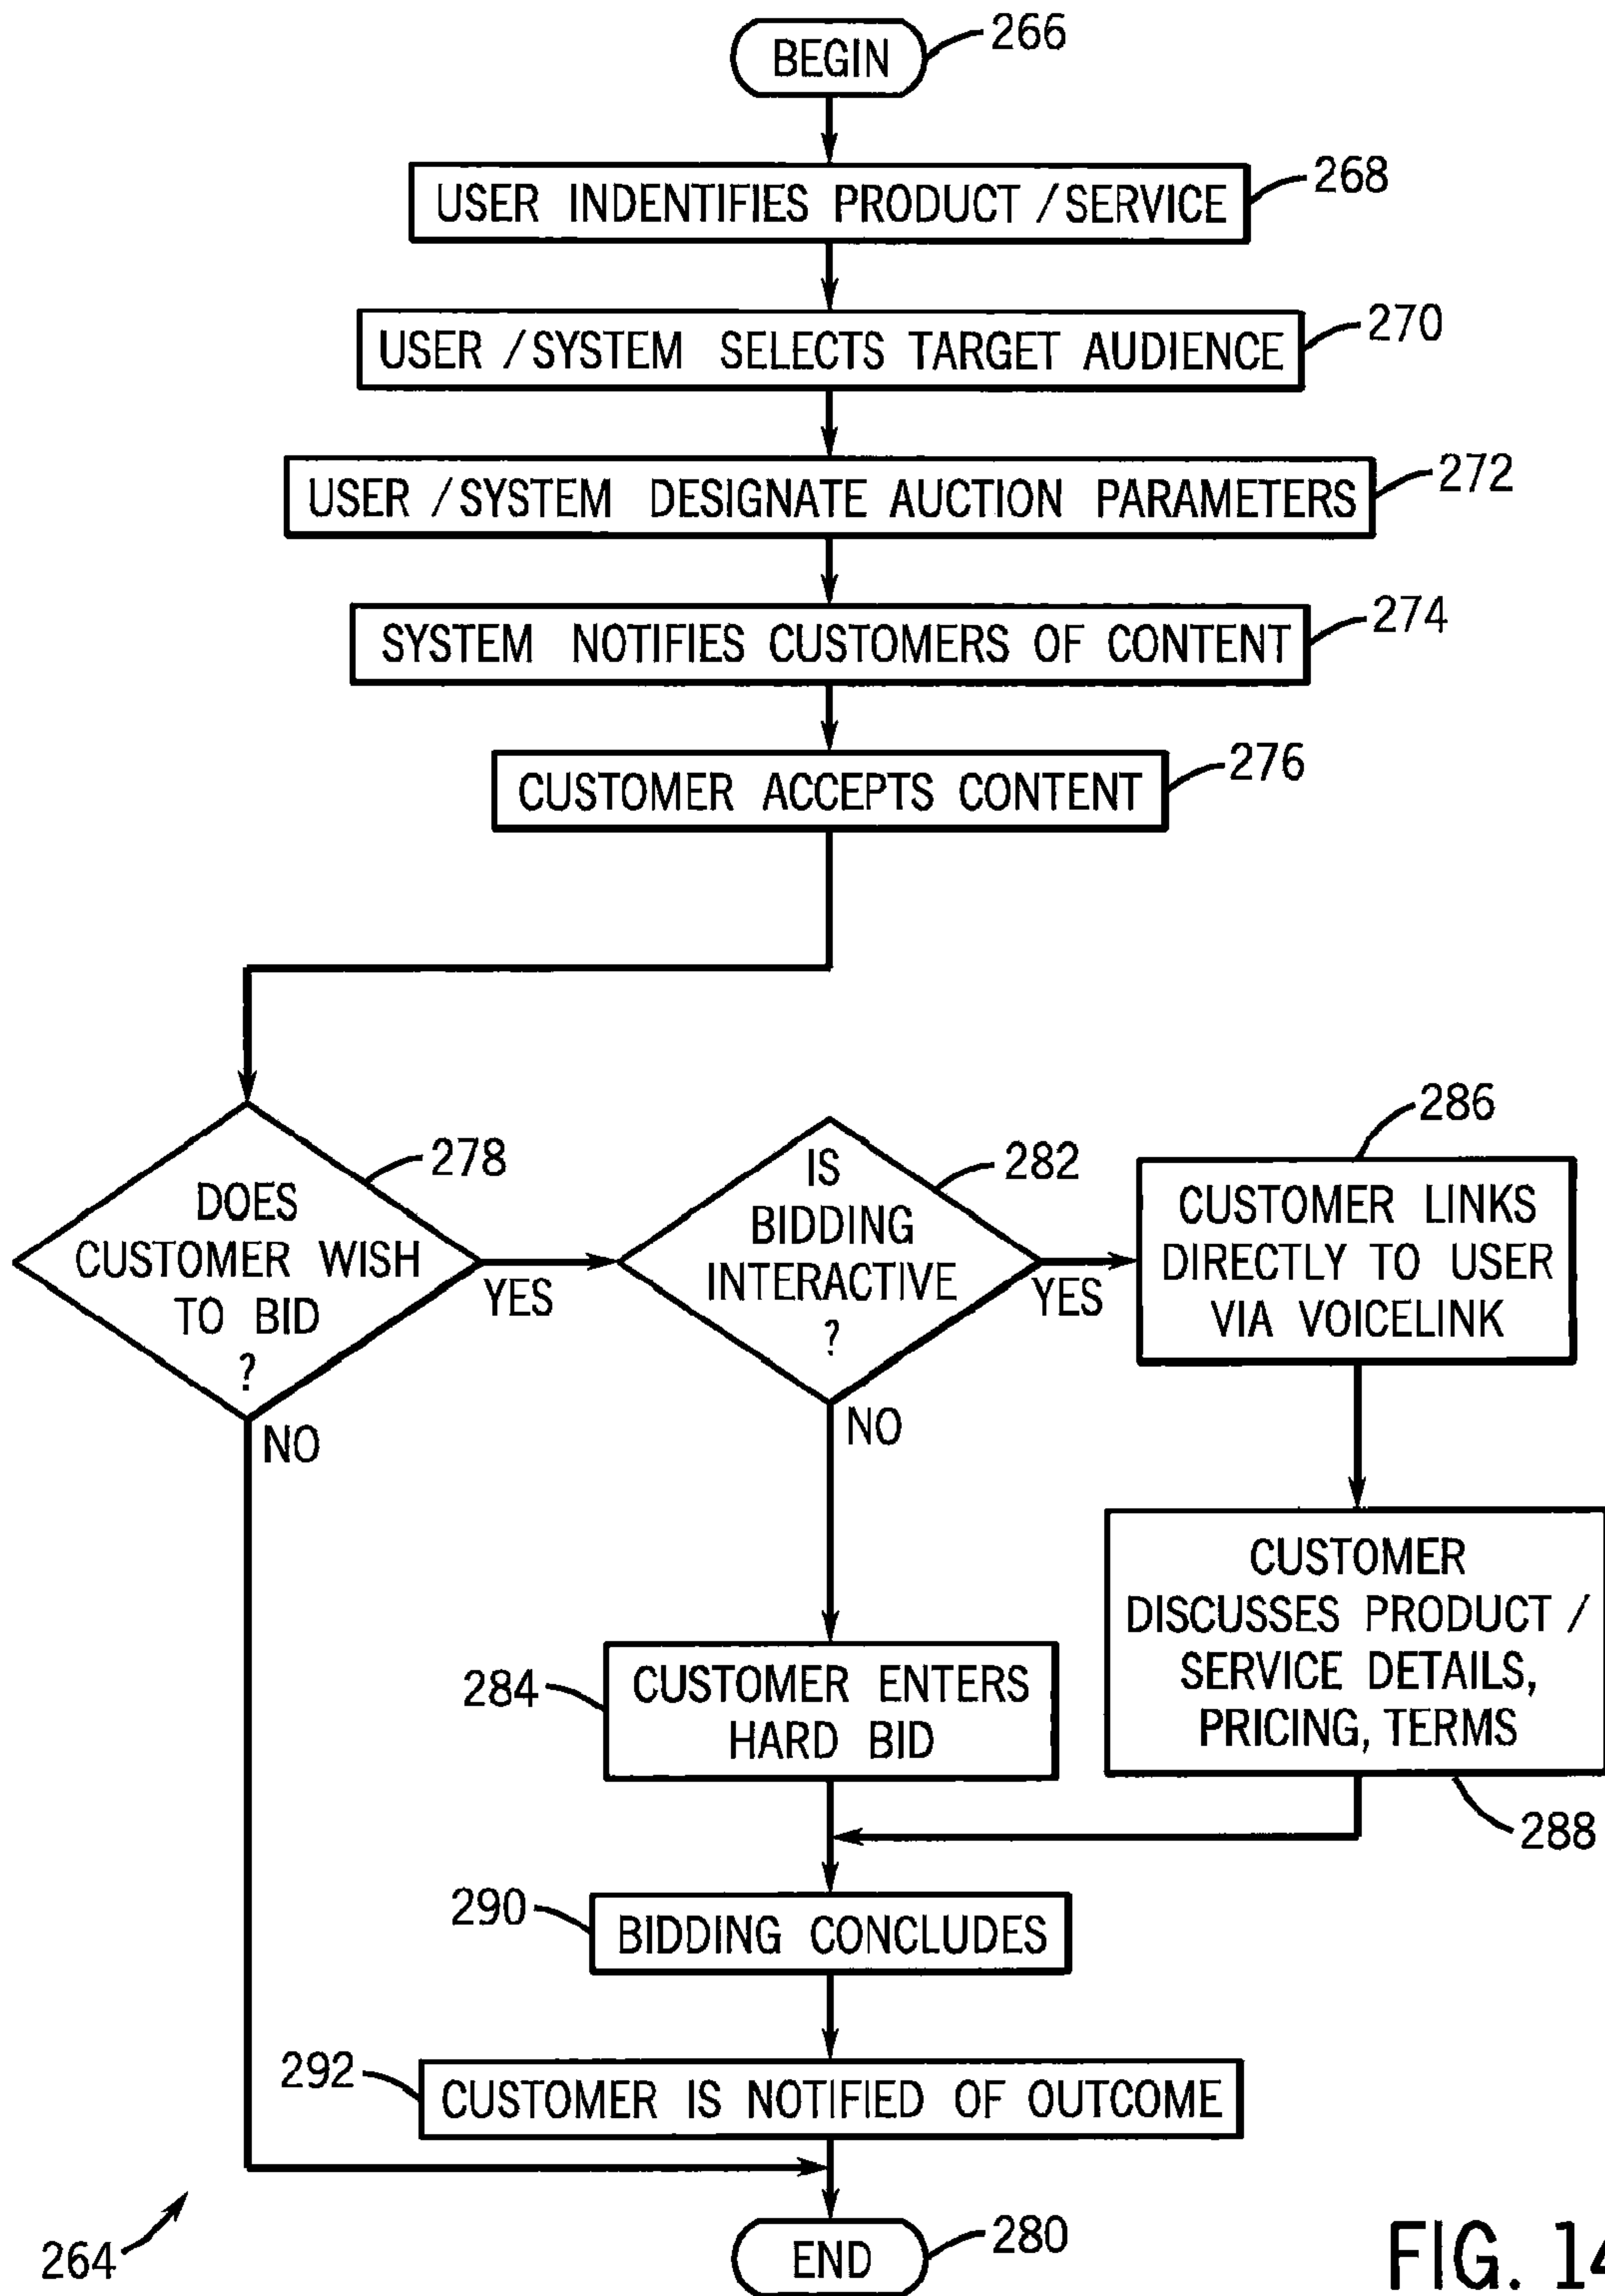 BEGIN
266
USER INDENTIFIES PRODUCT / SERVICE
268
USER / SYSTEM SELECTS TARGET AUDIENCE
270
USER / SYSTEM DESIGNATE AUCTION PARAMETERS
272
SYSTEM NOTIFIES CUSTOMERS OF CONTENT
274
CUSTOMER ACCEPTS CONTENT
276
DOES
CUSTOMER WISH
TO BID
?
278
YES
NO
IS
BIDDING
INTERACTIVE
?
282
YES
NO
286
CUSTOMER LINKS
DIRECTLY TO USER
VIA VOICELINK
CUSTOMER
DISCUSSES PRODUCT /
SERVICE DETAILS,
PRICING, TERMS
288
284
CUSTOMER ENTERS
HARD BID
290
BIDDING CONCLUDES
292
CUSTOMER IS NOTIFIED OF OUTCOME
264
END
280
FIG. 14